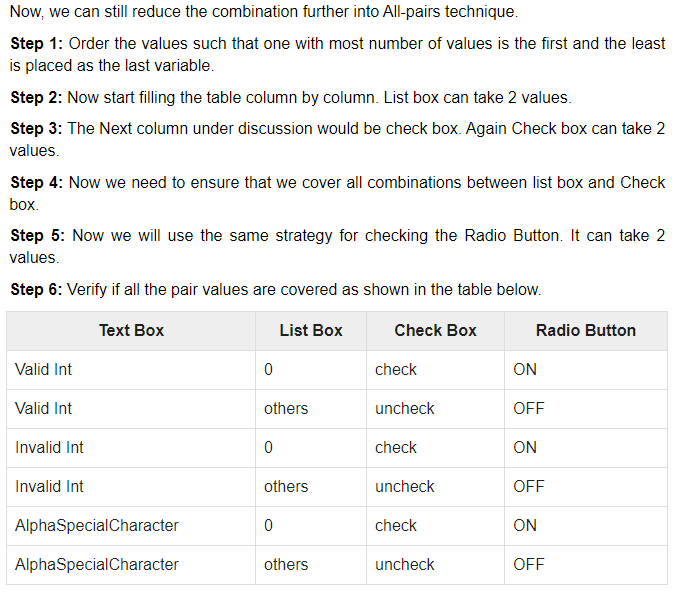 Now, we can still reduce the combination further into All-pairs technique.
Step 1: Order the values such that one with most number of values is the first and the least
is placed as the last variable.
Step 2: Now start filling the table column by column. List box can take 2 values.
Step 3: The Next column under discussion would be check box. Again Check box can take 2
values.
Step 4: Now we need to ensure that we cover all combinations between list box and Check
box.
Step 5: Now we will use the same strategy for checking the Radio Button. It can take 2
values.
Step 6: Verify if all the pair values are covered as shown in the table below.
Text Box List Box Check Box Radio Button
Valid Int 0 check ON
Valid Int others uncheck OFF
Invalid Int 0 check ON
Invalid Int others uncheck OFF
AlphaSpecialCharacter 0 check ON
AlphaSpecialCharacter others uncheck OFF